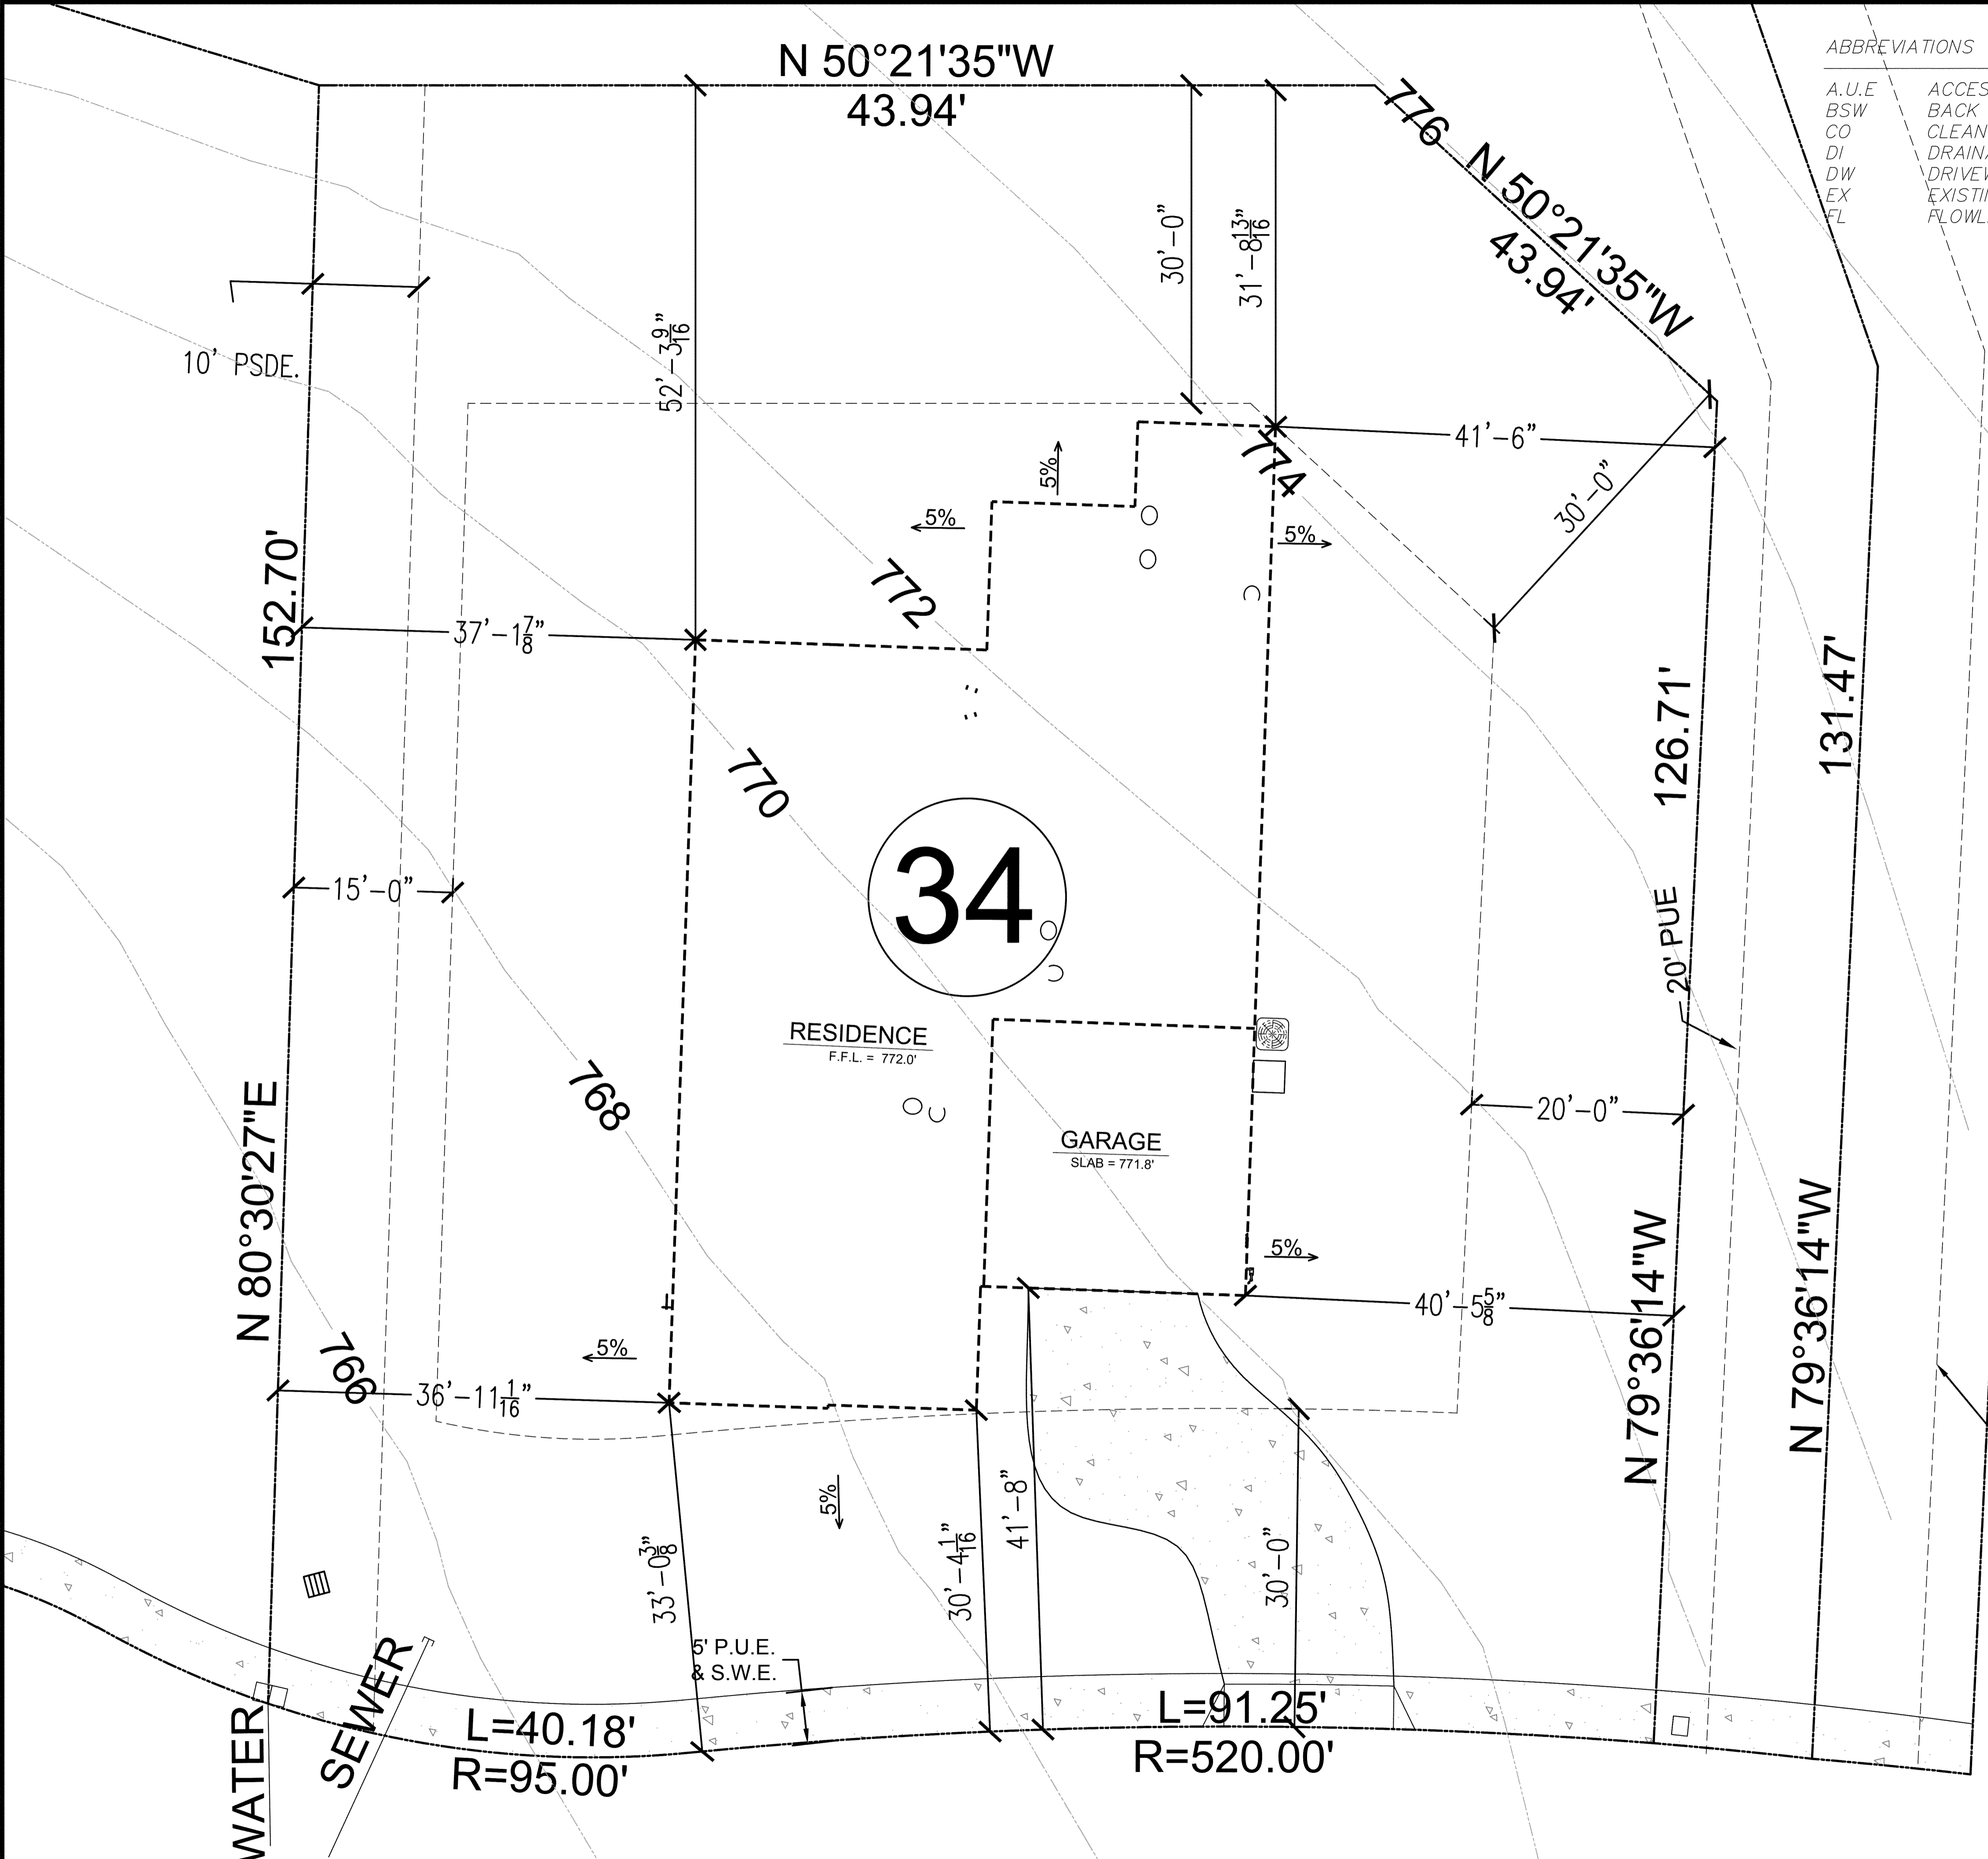 N 50°21'35"W
43.94'
776
N 50°21'35"W
43.94'
ABBREVIATIONS
A.U.E
BSW BACK
CO CLEAN
DI
DW
EX
FL
30'-0"
31'-8 13/16"
52'-3 9/16"
10' PSDE.
41'-6"
774
5%
5%
5%
30'-0"
152.70'
772
37'-1 7/8"
126.71'
131.47'
770
34
15'-0"
20' PUE
RESIDENCE
F.F.L. = 772.0'
768
20'-0"
GARAGE
SLAB = 771.8'
N 80°30'27"E
5%
40'-5 5/8"
N 79°36'14"W
N 79°36'14"W
766
5%
36'-11 1/16"
5%
33'-0 3/8"
30'-4 1/16"
41'-8"
30'-0"
5' P.U.E.
& S.W.E.
WATER
SEWER
L=40.18'
R=95.00'
L=91.25'
R=520.00'